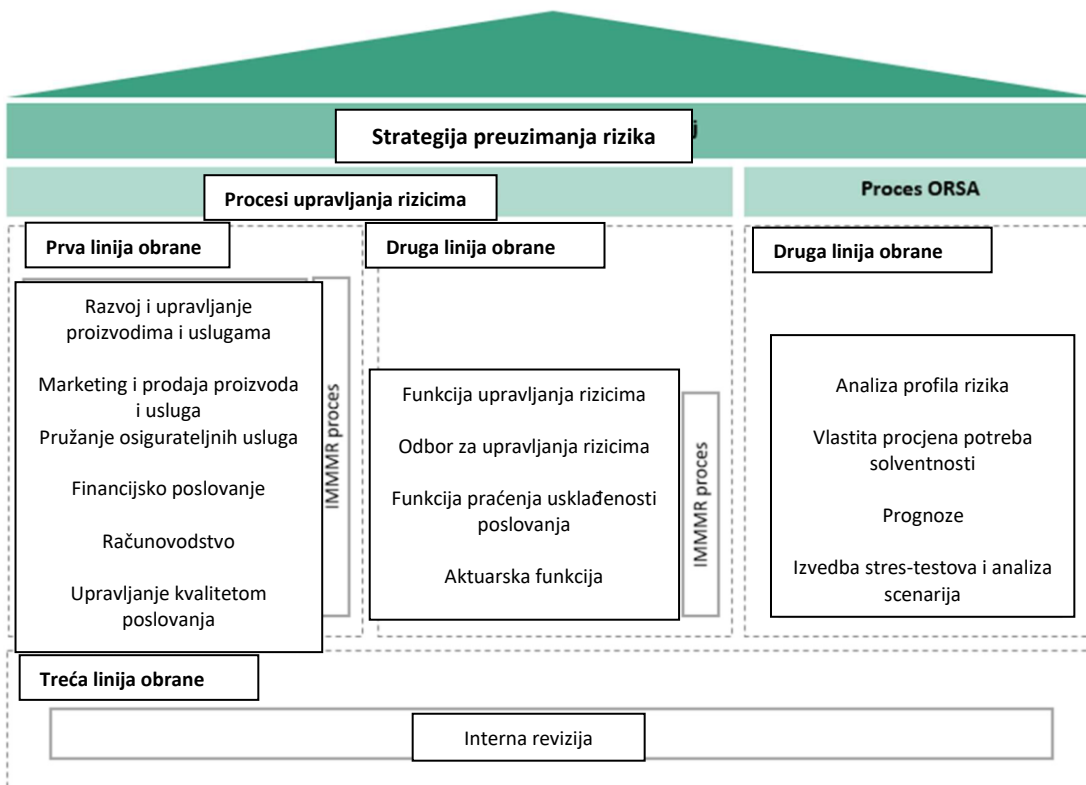 Strategija preuzimanja rizika
j
Procesi upravljanja rizicima
Proces ORSA
Prva linija obrane
Razvoj i upravljanje
proizvodima i uslugama
Marketing i prodaja proizvoda
i usluga
Pružanje osigurateljnih usluga
Financijsko poslovanje
Računovodstvo
Upravljanje kvalitetom
poslovanja
IMMMR proces
Druga linija obrane
Funkcija upravljanja rizicima
Odbor za upravljanja rizicima
Funkcija praćenja usklađenosti
poslovanja
Aktuarska funkcija
IMMMR proces
Druga linija obrane
Analiza profila rizika
Vlastita procjena potreba
solventnosti
Prognoze
Izvedba stres-testova i analiza
scenarija
Treća linija obrane
Interna revizija